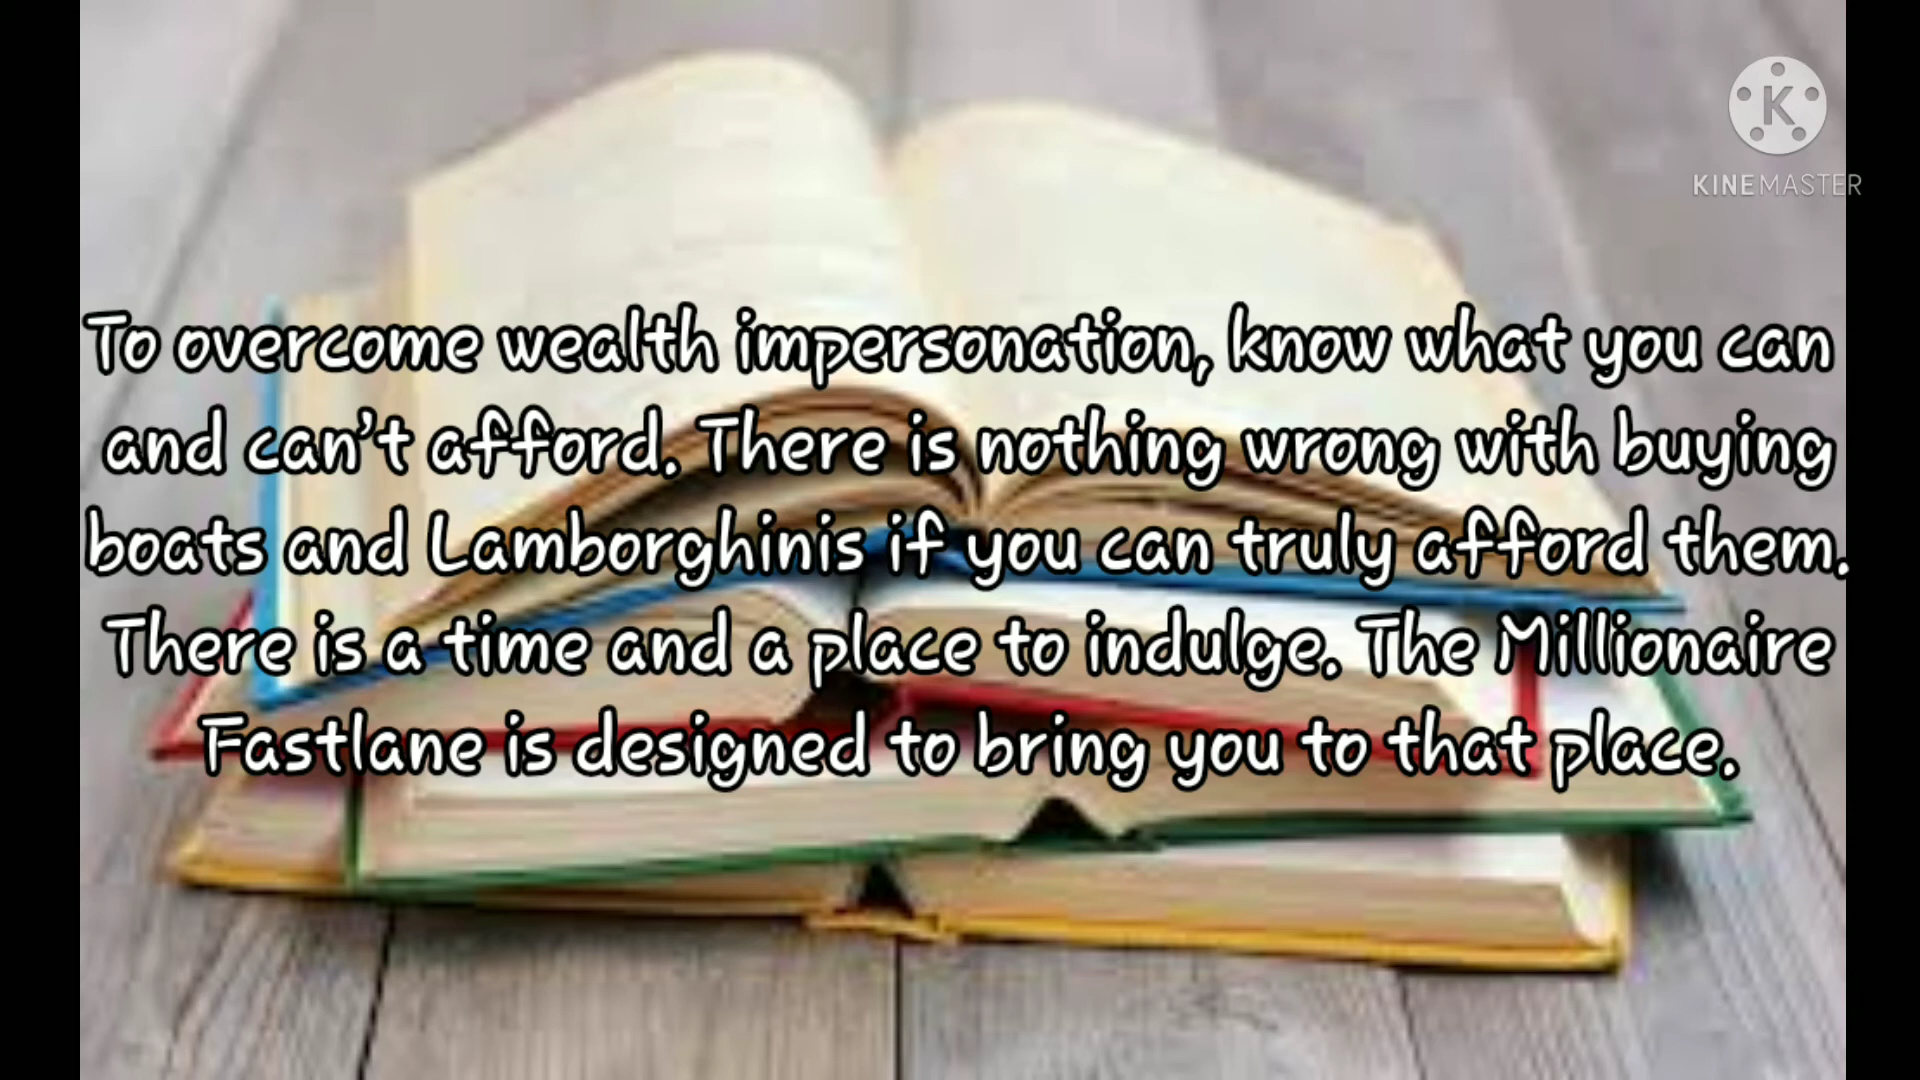 KINEMASTER
To overcome wealth impersonation, know what you can
and can't afford. There is nothing wrong with buying
boats and Lamborghinis if you can truly afford them.
There is a time and a place to indulge. The Millionaire
Fastlane is designed to bring you to that place.